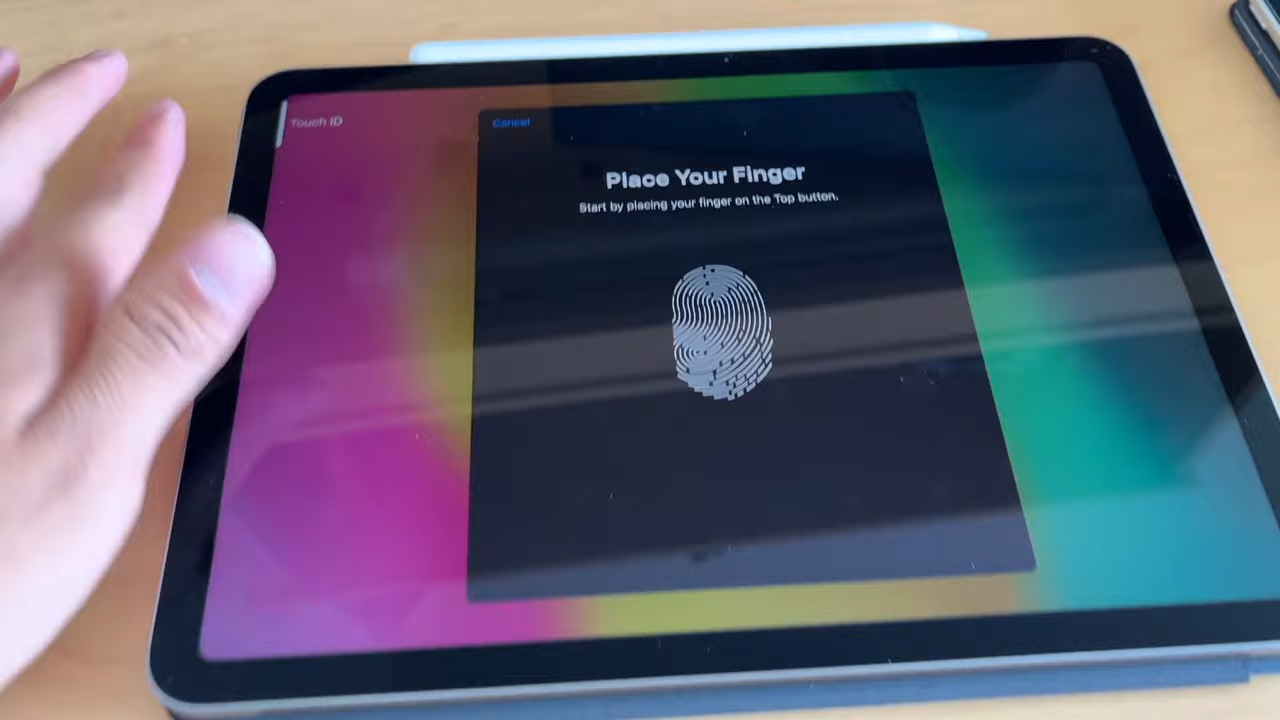 Touch ID
Cancel
Place Your Finger
Start by placing your finger on the Top button.